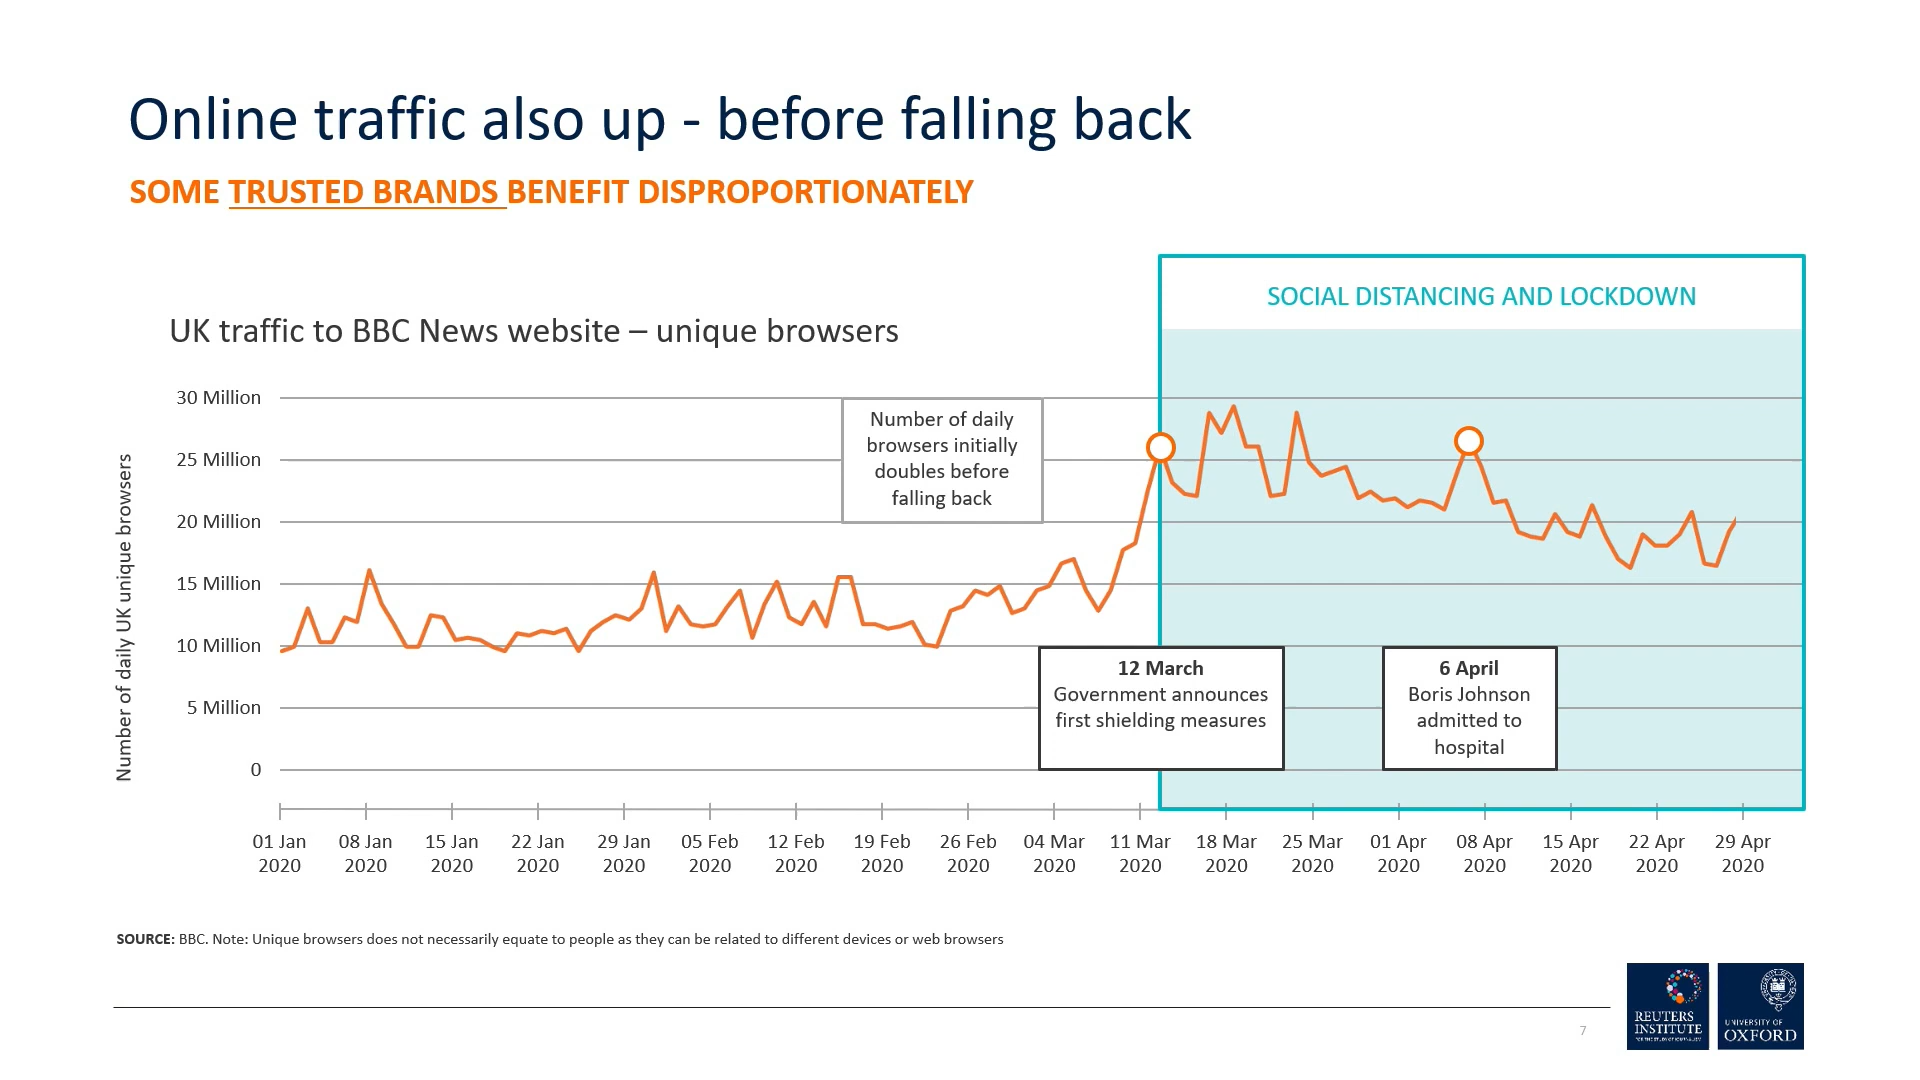 Online traffic also up - before falling back
SOME TRUSTED BRANDS BENEFIT DISPROPORTIONATELY
SOCIAL DISTANCING AND LOCKDOWN
UK traffic to BBC News website – unique browsers
Number of daily UK unique browsers
30 Million
25 Million
20 Million
15 Million
10 Million
5 Million
0
Number of daily
browsers initially
doubles before
falling back
12 March
Government announces
first shielding measures
6 April
Boris Johnson
admitted to
hospital
01 Jan 08 Jan 15 Jan 22 Jan 29 Jan 05 Feb 12 Feb 19 Feb 26 Feb 04 Mar 11 Mar 18 Mar 25 Mar 01 Apr 08 Apr 15 Apr 22 Apr 29 Apr
2020 2020 2020 2020 2020 2020 2020 2020 2020 2020 2020 2020 2020 2020 2020 2020 2020 2020
SOURCE: BBC. Note: Unique browsers does not necessarily equate to people as they can be related to different devices or web browsers
7
REUTERS
INSTITUTE
FOR THE STUDY OF JOURNALISM
UNIVERSITY OF
OXFORD